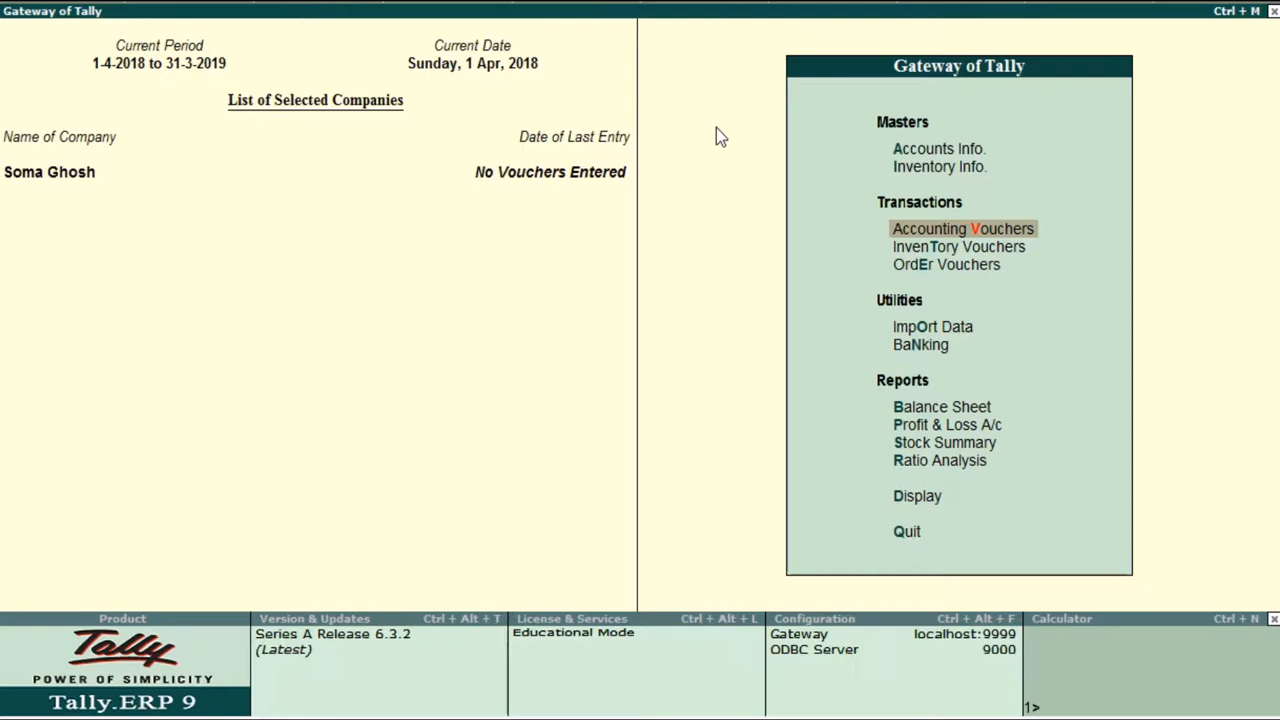 Gateway of Tally Ctrl + M x
Current Period Current Date
1-4-2018 to 31-3-2019 Sunday, 1 Apr, 2018
List of Selected Companies
Name of Company Date of Last Entry
Soma Ghosh No Vouchers Entered
Gateway of Tally
Masters
Accounts Info.
Inventory Info.
Transactions
Accounting Vouchers
InvenTory Vouchers
OrdEr Vouchers
Utilities
ImpOrt Data
BaNking
Reports
Balance Sheet
Profit & Loss A/c
Stock Summary
Ratio Analysis
Display
Quit
Product
Tally
POWER OF SIMPLICITY
Tally.ERP 9
Version & Updates Ctrl + Alt + T
Series A Release 6.3.2
(Latest)
License & Services Ctrl + Alt + L
Educational Mode
Configuration Ctrl + Alt + F
Gateway localhost:9999
ODBC Server 9000
Calculator Ctrl + N x
1>